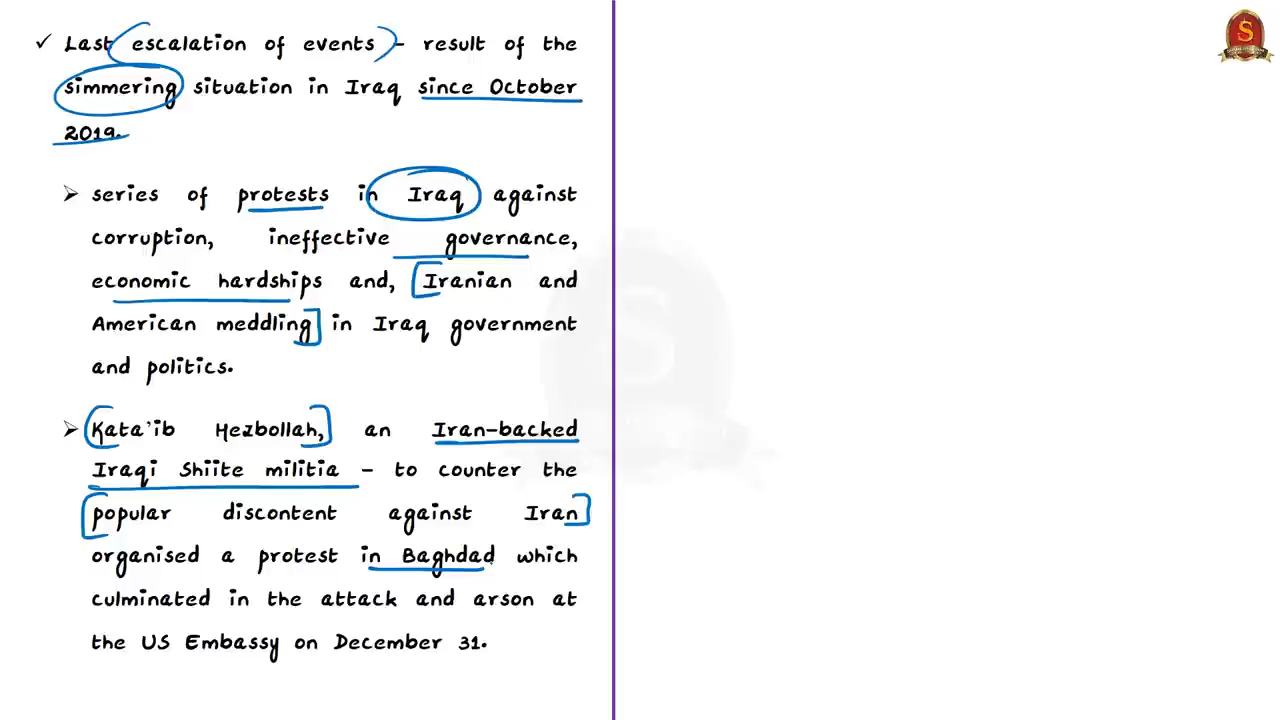 ✓ Last escalation of events - result of the
simmering situation in Iraq since October
2019.
➢ series of protests in Iraq against
corruption, ineffective governance,
economic hardships and, Iranian and
American meddling in Iraq government
and politics.
➢ Kata'ib Hezbollah, an Iran-backed
Iraqi Shiite militia - to counter the
popular discontent against Iran
organised a protest in Baghdad which
culminated in the attack and arson at
the US Embassy on December 31.
S
S